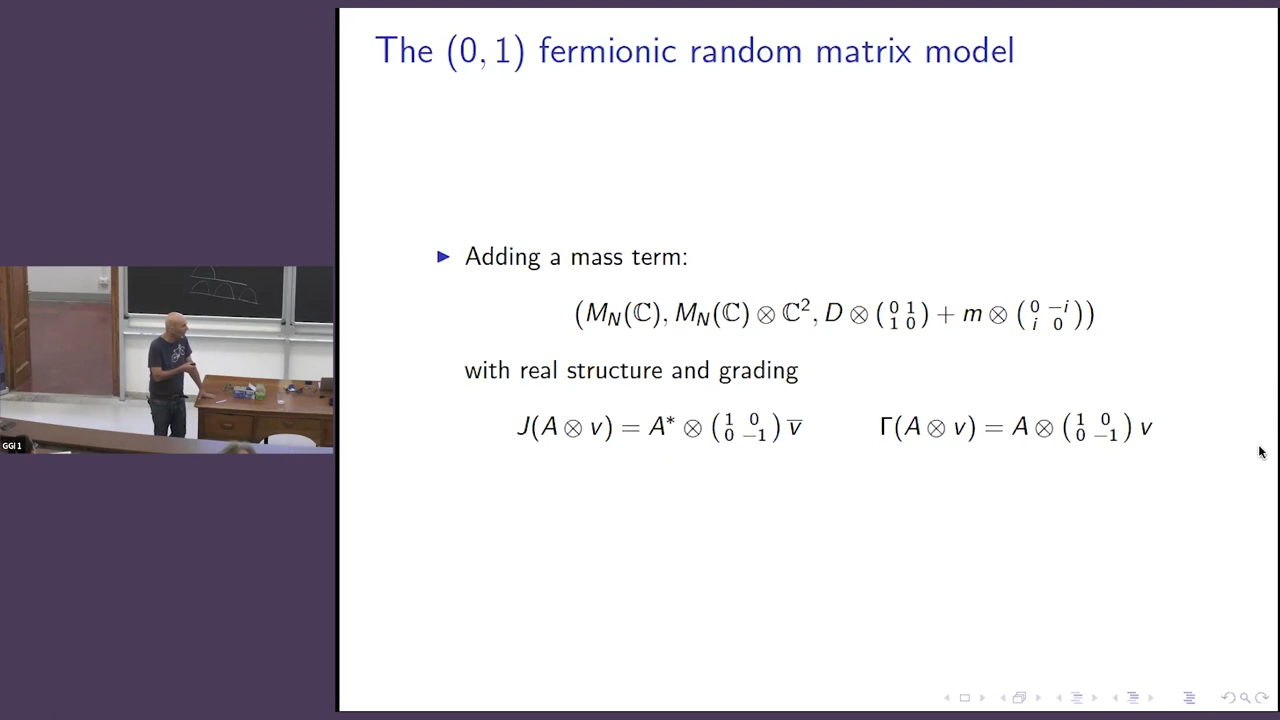 The (0, 1) fermionic random matrix model
▶ Adding a mass term:
(M_N(ℂ), M_N(ℂ) ⊗ ℂ², D ⊗ (0 1; 1 0) + m ⊗ (0 −i; i 0))
with real structure and grading
J(A ⊗ v) = A* ⊗ (1 0; 0 −1) v̅    Γ(A ⊗ v) = A ⊗ (1 0; 0 −1) v
GGI 1